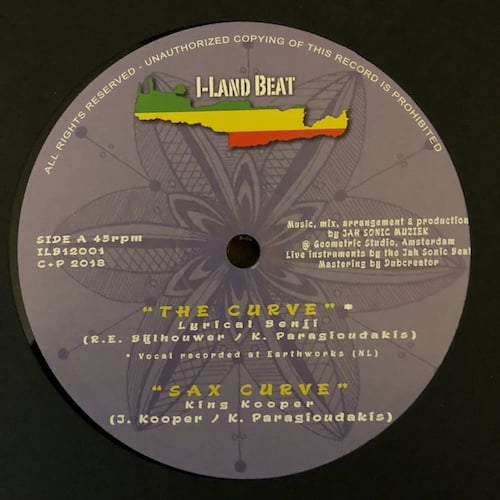 ALL RIGHTS RESERVED - UNAUTHORIZED COPYING OF THIS RECORD IS PROHIBITED
I-LAND BEAT
SIDE A 45rpm
ILB12001
C+P 2018
Music, mix, arrangement & production
by JAH SONIC MUZIEK
@ Geometric Studio, Amsterdam
Live instruments by the Jah Sonic Beat
Mastering by Dubcreator
"THE CURVE" *
Lyrical Benji
(R.E. Bijlhouwer / K. Paragioudakis)
* Vocal recorded at Earthworks (NL)
"SAX CURVE"
King Kooper
(J. Kooper / K. Paragioudakis)